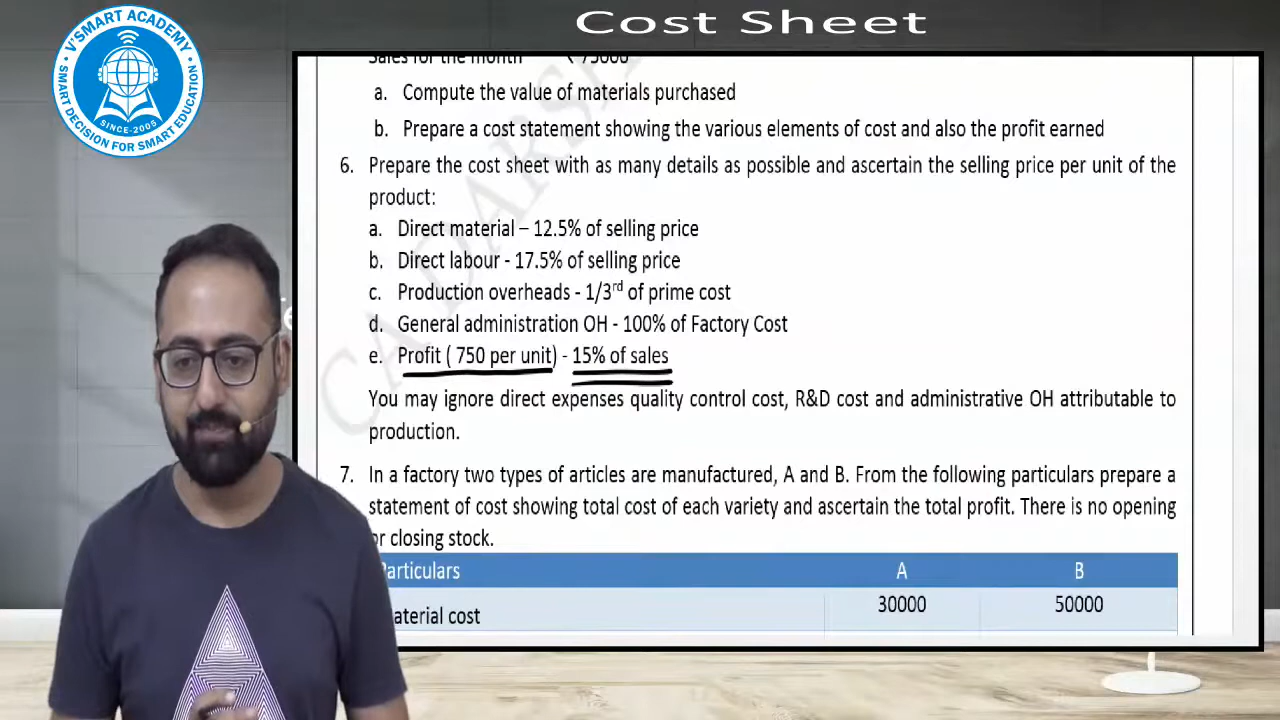 Cost Sheet
V'SMART ACADEMY
SMART DECISION FOR SMART EDUCATION
SINCE-2005
Sales for the month ₹ 75000
a. Compute the value of materials purchased
b. Prepare a cost statement showing the various elements of cost and also the profit earned
6. Prepare the cost sheet with as many details as possible and ascertain the selling price per unit of the
product:
a. Direct material – 12.5% of selling price
b. Direct labour - 17.5% of selling price
c. Production overheads - 1/3rd of prime cost
d. General administration OH - 100% of Factory Cost
e. Profit ( 750 per unit) - 15% of sales
You may ignore direct expenses quality control cost, R&D cost and administrative OH attributable to
production.
7. In a factory two types of articles are manufactured, A and B. From the following particulars prepare a
statement of cost showing total cost of each variety and ascertain the total profit. There is no opening
or closing stock.
Particulars A B
aterial cost 30000 50000
CA DARSH